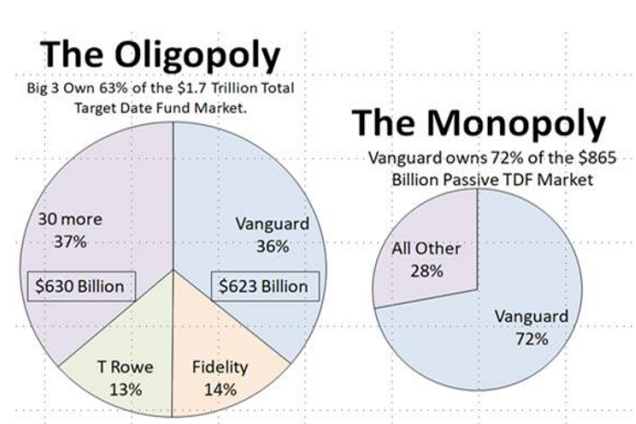 The Oligopoly
Big 3 Own 63% of the $1.7 Trillion Total
Target Date Fund Market.
30 more
37%
$630 Billion
Vanguard
36%
$623 Billion
T Rowe
13%
Fidelity
14%
The Monopoly
Vanguard owns 72% of the $865
Billion Passive TDF Market
All Other
28%
Vanguard
72%